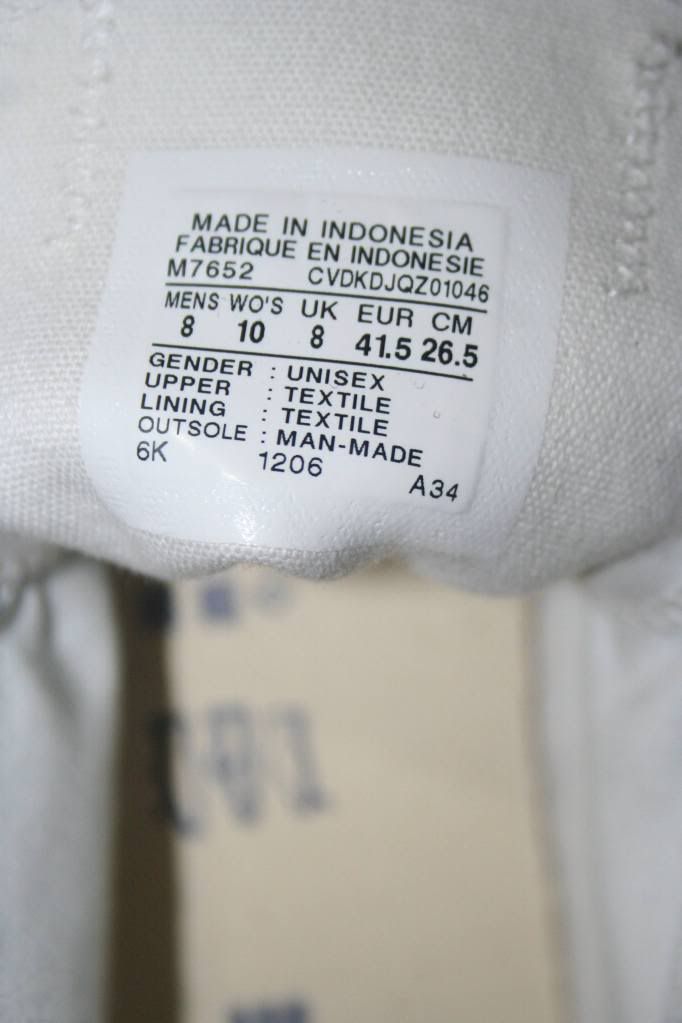 MADE IN INDONESIA
FABRIQUE EN INDONESIE
M7652 CVDKDJQZ01046
MENS WO'S UK EUR CM
8 10 8 41.5 26.5
GENDER : UNISEX
UPPER : TEXTILE
LINING : TEXTILE
OUTSOLE : MAN-MADE
6K 1206 A34